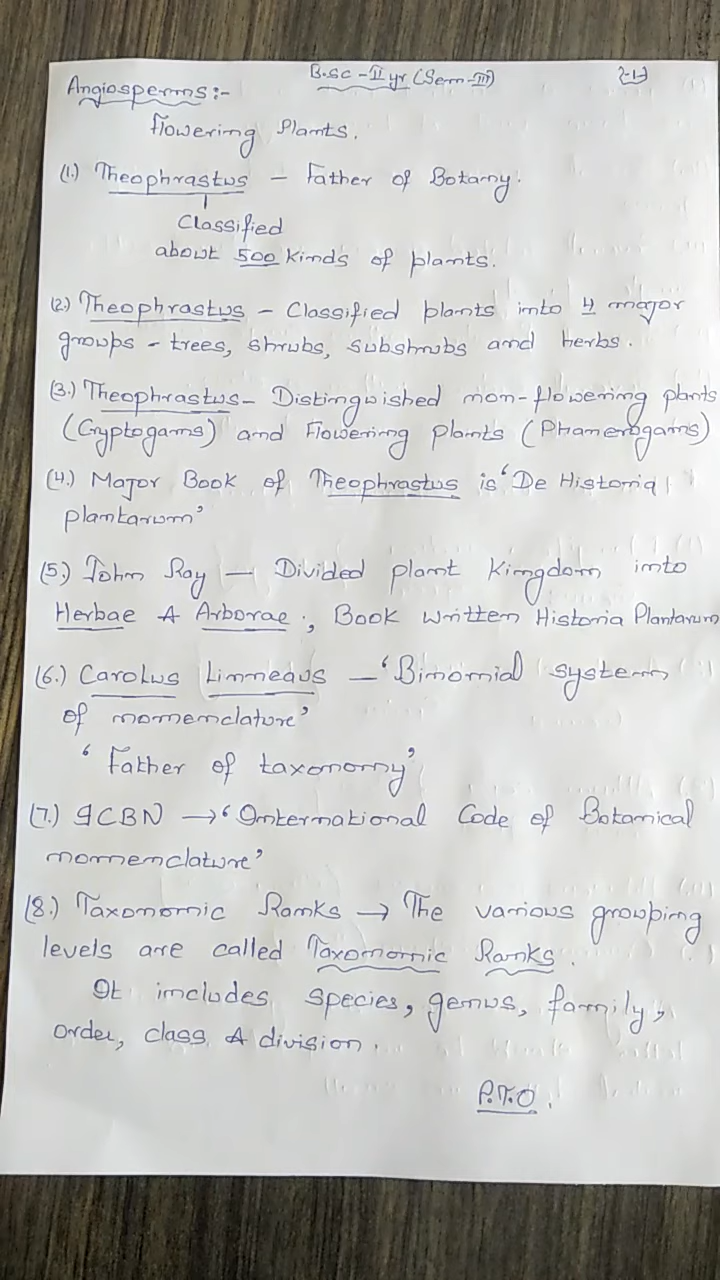 B.Sc - II yr (Sem-III)
Angiosperms:-
Flowering Plants.
(1.) Theophrastus - Father of Botany.
Classified
about 500 kinds of plants.
(2.) Theophrastus - Classified plants into 4 major
groups - trees, shrubs, subshrubs and herbs.
(3.) Theophrastus - Distinguished non-flowering plants
(Cryptogams) and Flowering plants (Phanerogams)
(4.) Major Book of Theophrastus is 'De Historia
plantarum'
(5.) John Ray - Divided plant Kingdom into
Herbae & Arborae; Book written Historia Plantarum
(6.) Carolus Linneaus - 'Binomial system
of nomenclature'
'Father of taxonomy'
(7.) ICBN → 'International Code of Botanical
nomenclature'
(8.) Taxonomic Ranks → The various grouping
levels are called Taxonomic Ranks.
It includes species, genus, family,
order, class & division.
P.T.O.